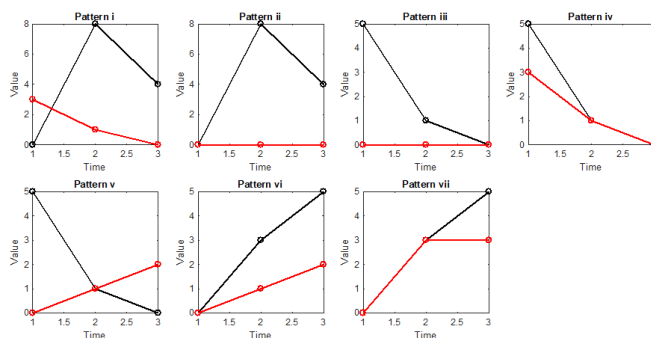 Pattern i
Pattern ii
Pattern iii
Pattern iv
8
6
4
2
0
Value
1 1.5 2 2.5 3
Time
8
6
4
2
0
Value
1 1.5 2 2.5 3
Time
5
4
3
2
1
0
Value
1 1.5 2 2.5 3
Time
5
4
3
2
1
0
Value
1 1.5 2 2.5
Time
Pattern v
Pattern vi
Pattern vii
5
4
3
2
1
0
Value
1 1.5 2 2.5 3
Time
5
4
3
2
1
0
Value
1 1.5 2 2.5 3
Time
5
4
3
2
1
0
Value
1 1.5 2 2.5 3
Time